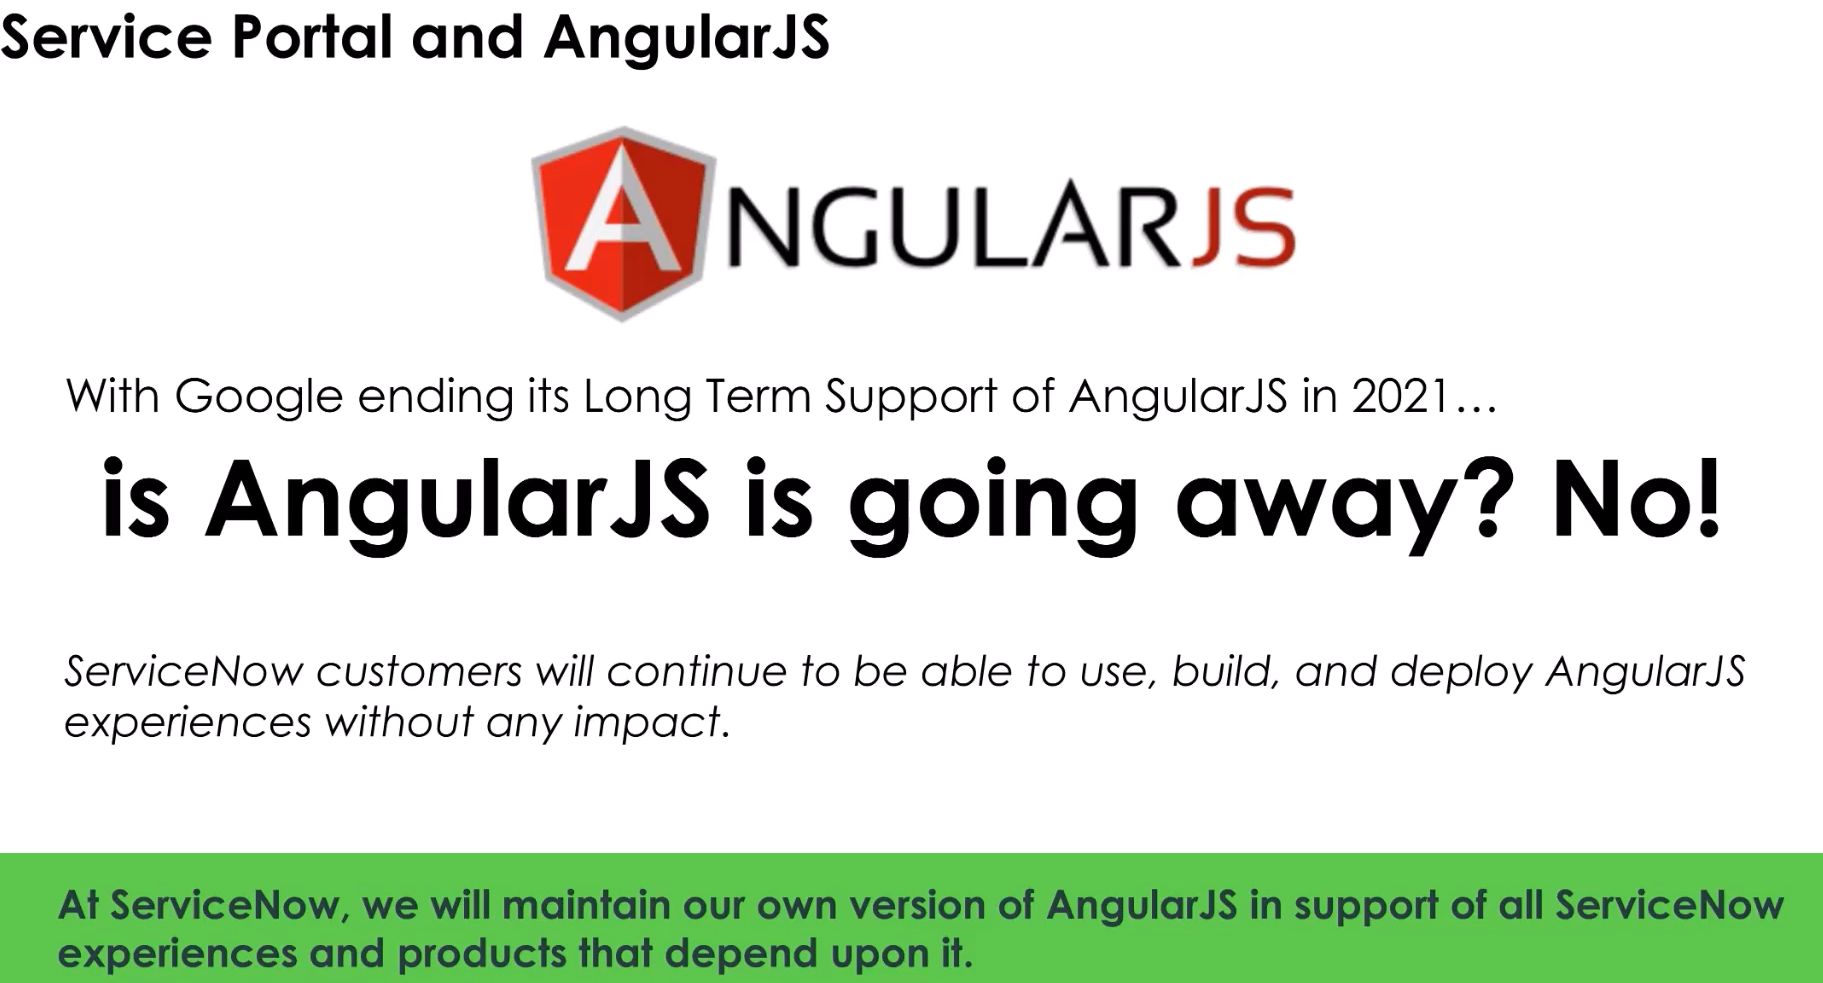 Service Portal and AngularJS
ANGULARJS
With Google ending its Long Term Support of AngularJS in 2021…
is AngularJS is going away? No!
ServiceNow customers will continue to be able to use, build, and deploy AngularJS
experiences without any impact.
At ServiceNow, we will maintain our own version of AngularJS in support of all ServiceNow
experiences and products that depend upon it.